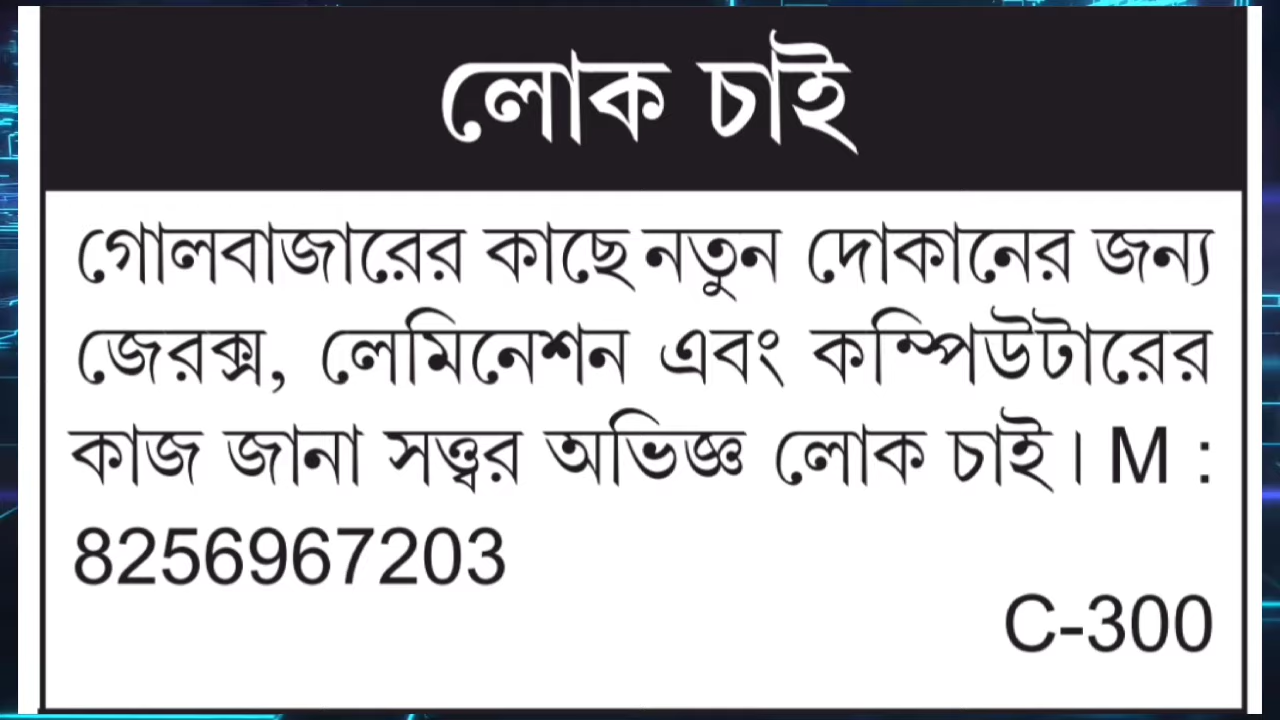 লোক চাই
গোলবাজারের কাছে নতুন দোকানের জন্য
জেরক্স, লেমিনেশন এবং কম্পিউটারের
কাজ জানা সত্ত্বর অভিজ্ঞ লোক চাই। M :
8256967203
C-300